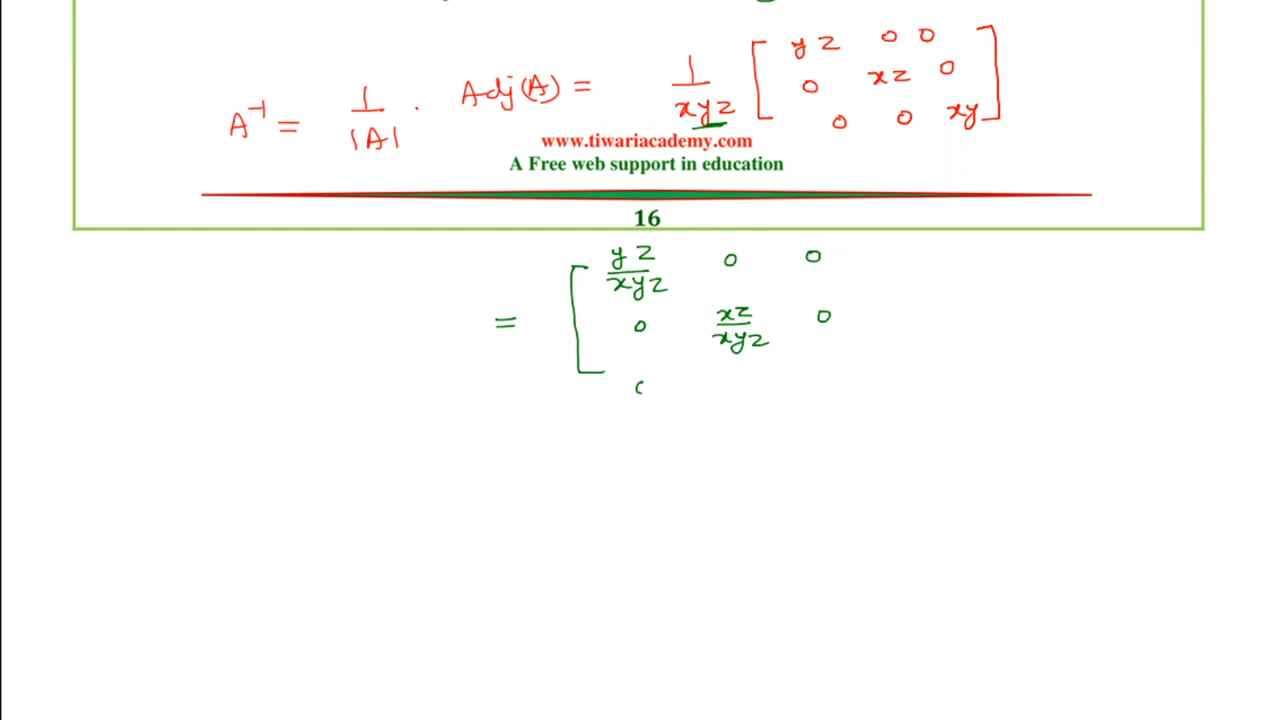 A⁻¹ = 1/|A| . Adj(A) = 1/xyz [ yz 0 0
0 xz 0
0 0 xy ]
www.tiwariacademy.com
A Free web support in education
16
= [ yz/xyz 0 0
0 xz/xyz 0